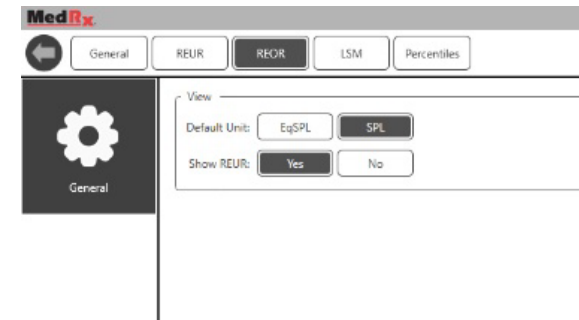 MedRx
General REUR REOR LSM Percentiles
View
Default Unit: EqSPL SPL
Show REUR: Yes No
General